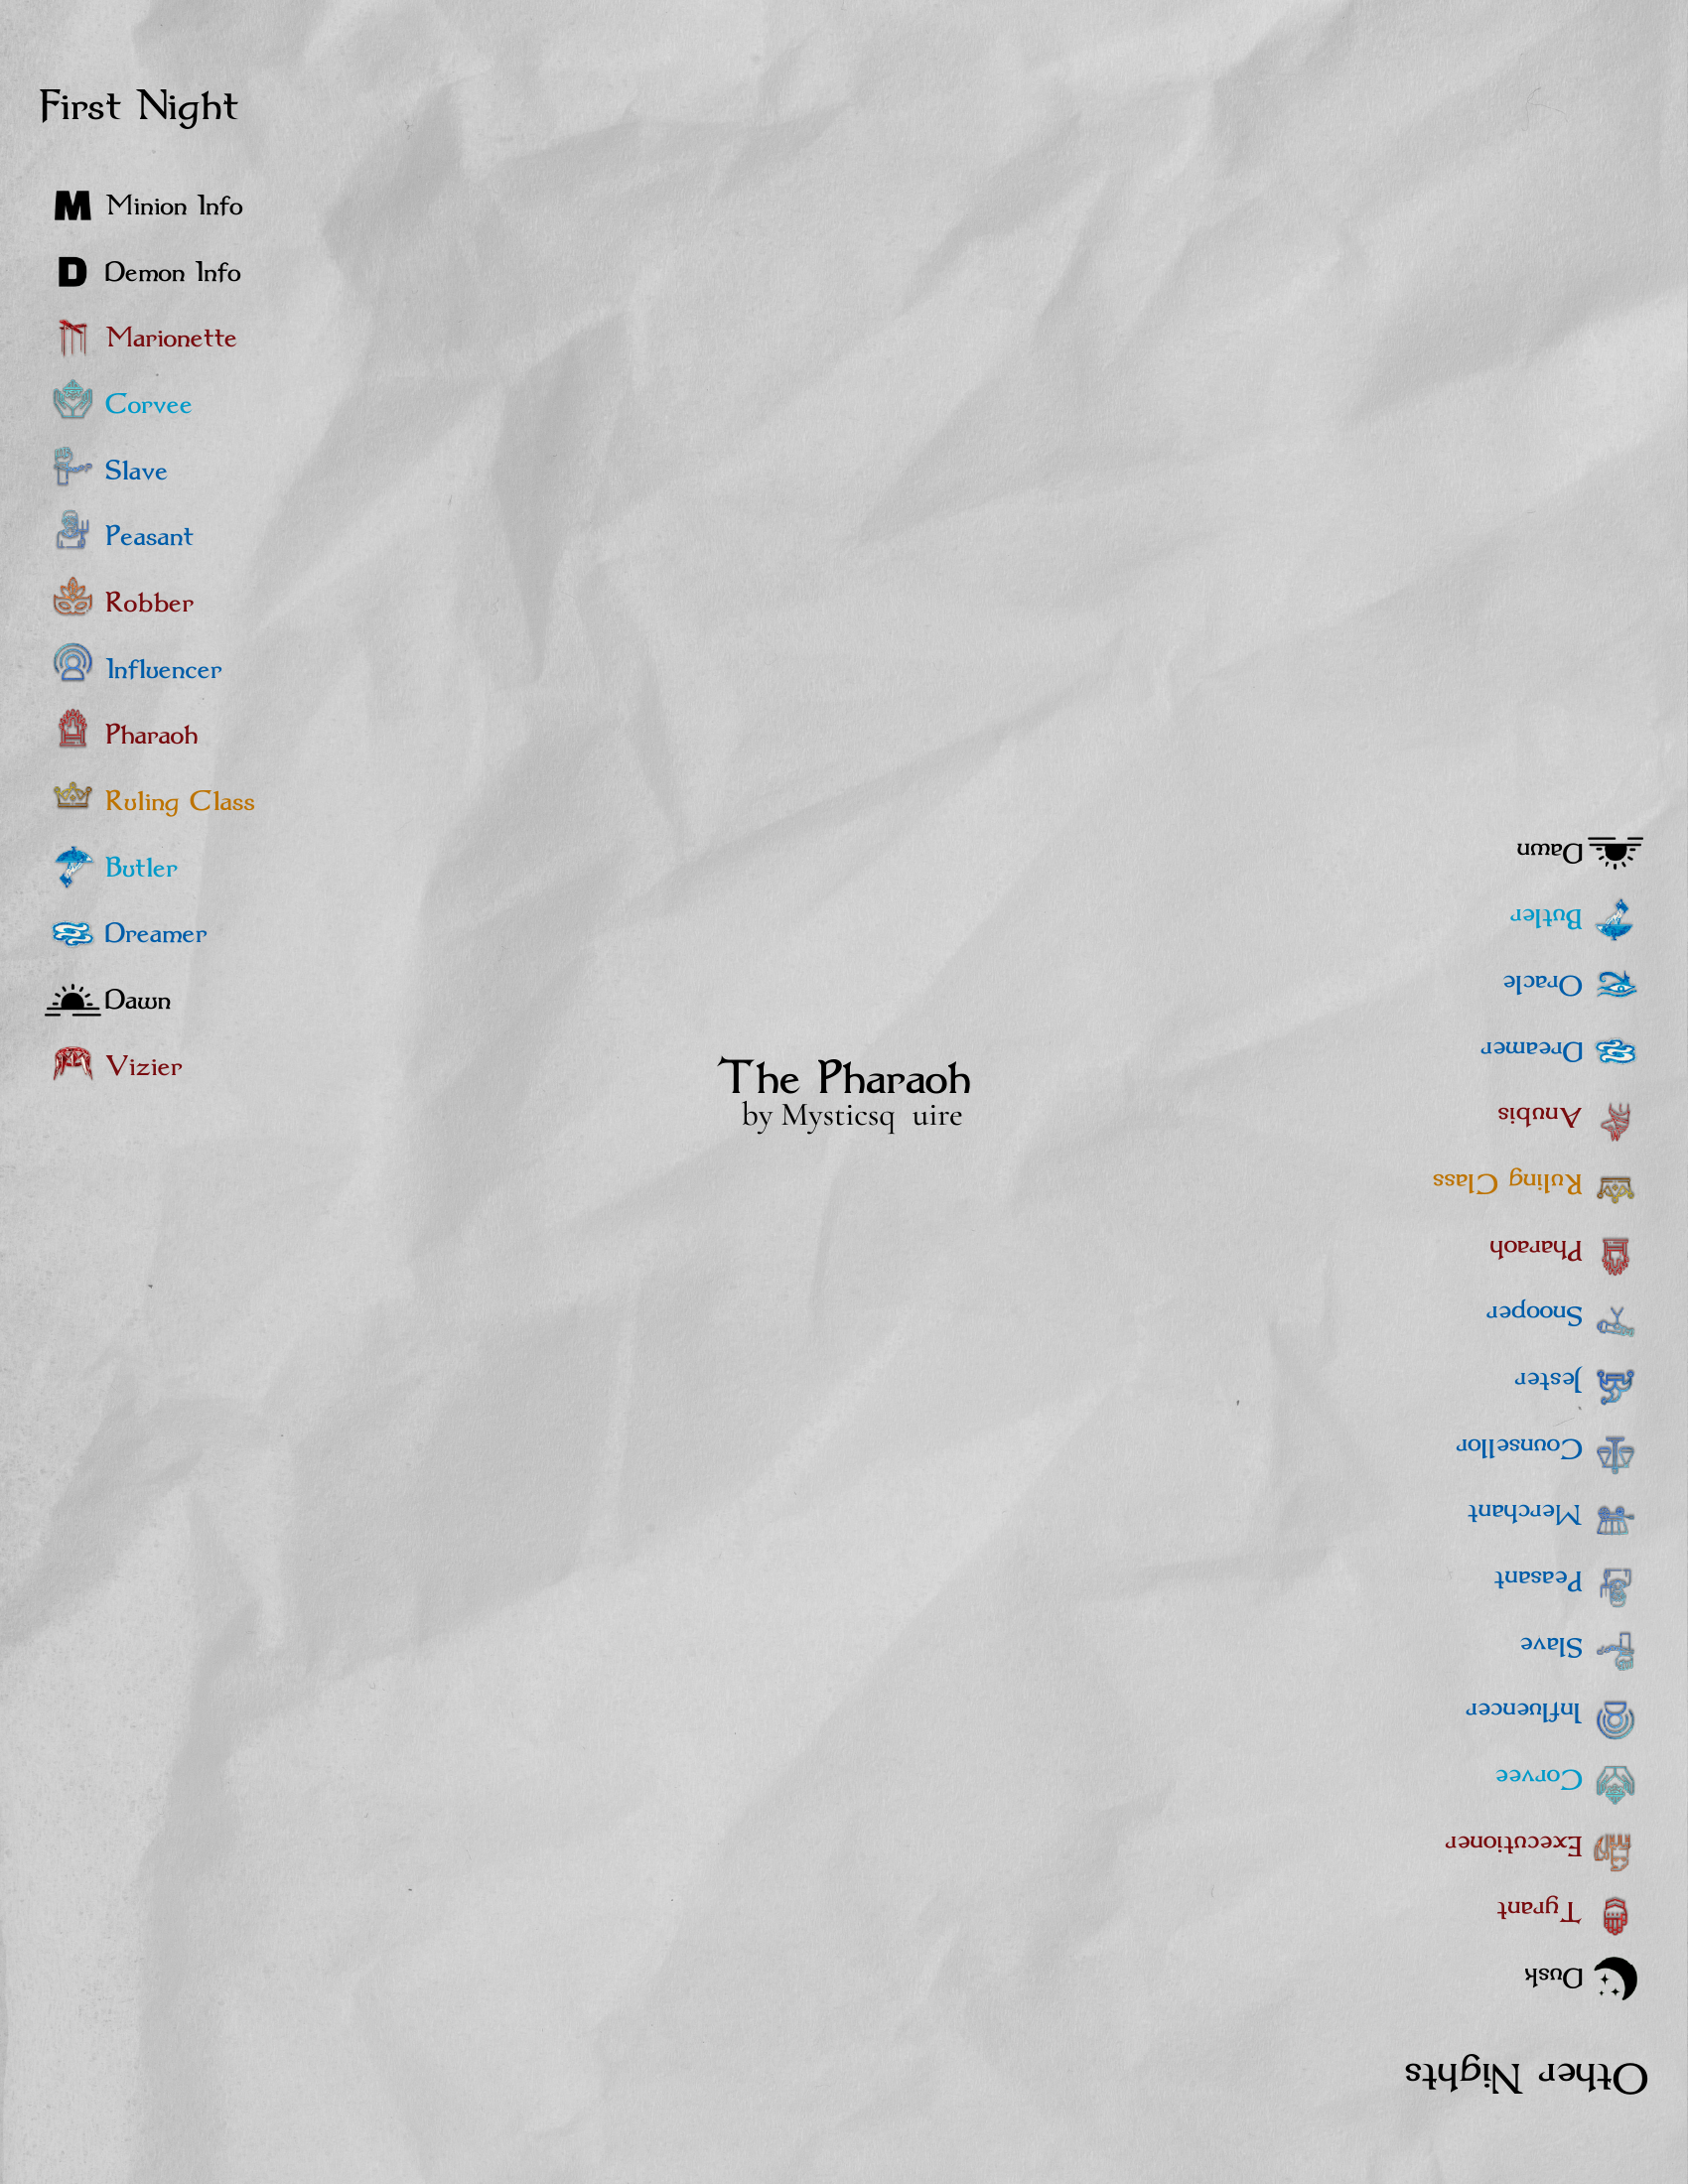 First Night
M Minion Info
D Demon Info
Marionette
Corvee
Slave
Peasant
Robber
Influencer
Pharaoh
Ruling Class
Butler
Dreamer
Dawn
Vizier
The Pharaoh
by Mysticsq uire
Other Nights
Dusk
Tyrant
Executioner
Corvee
Influencer
Slave
Peasant
Merchant
Counsellor
Jester
Snooper
Pharaoh
Ruling Class
Anubis
Dreamer
Oracle
Butler
Dawn